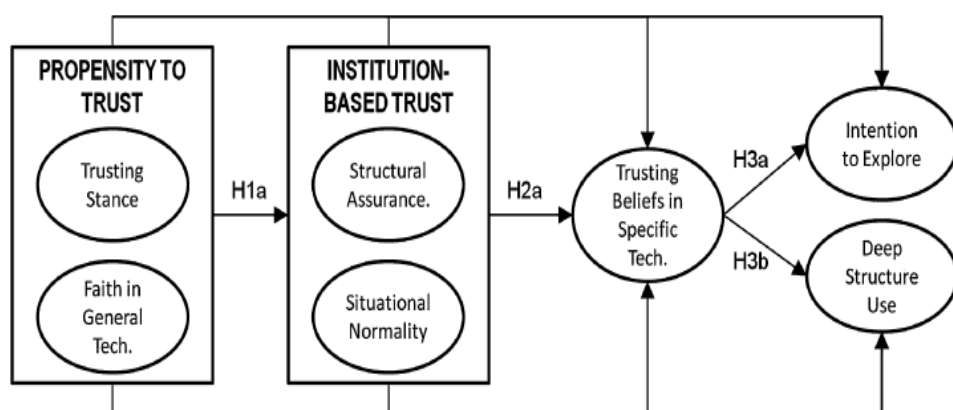 PROPENSITY TO
TRUST
Trusting
Stance
Faith in
General
Tech.
H1a
INSTITUTION-
BASED TRUST
Structural
Assurance.
Situational
Normality
H2a
Trusting
Beliefs in
Specific
Tech.
H3a
H3b
Intention
to Explore
Deep
Structure
Use